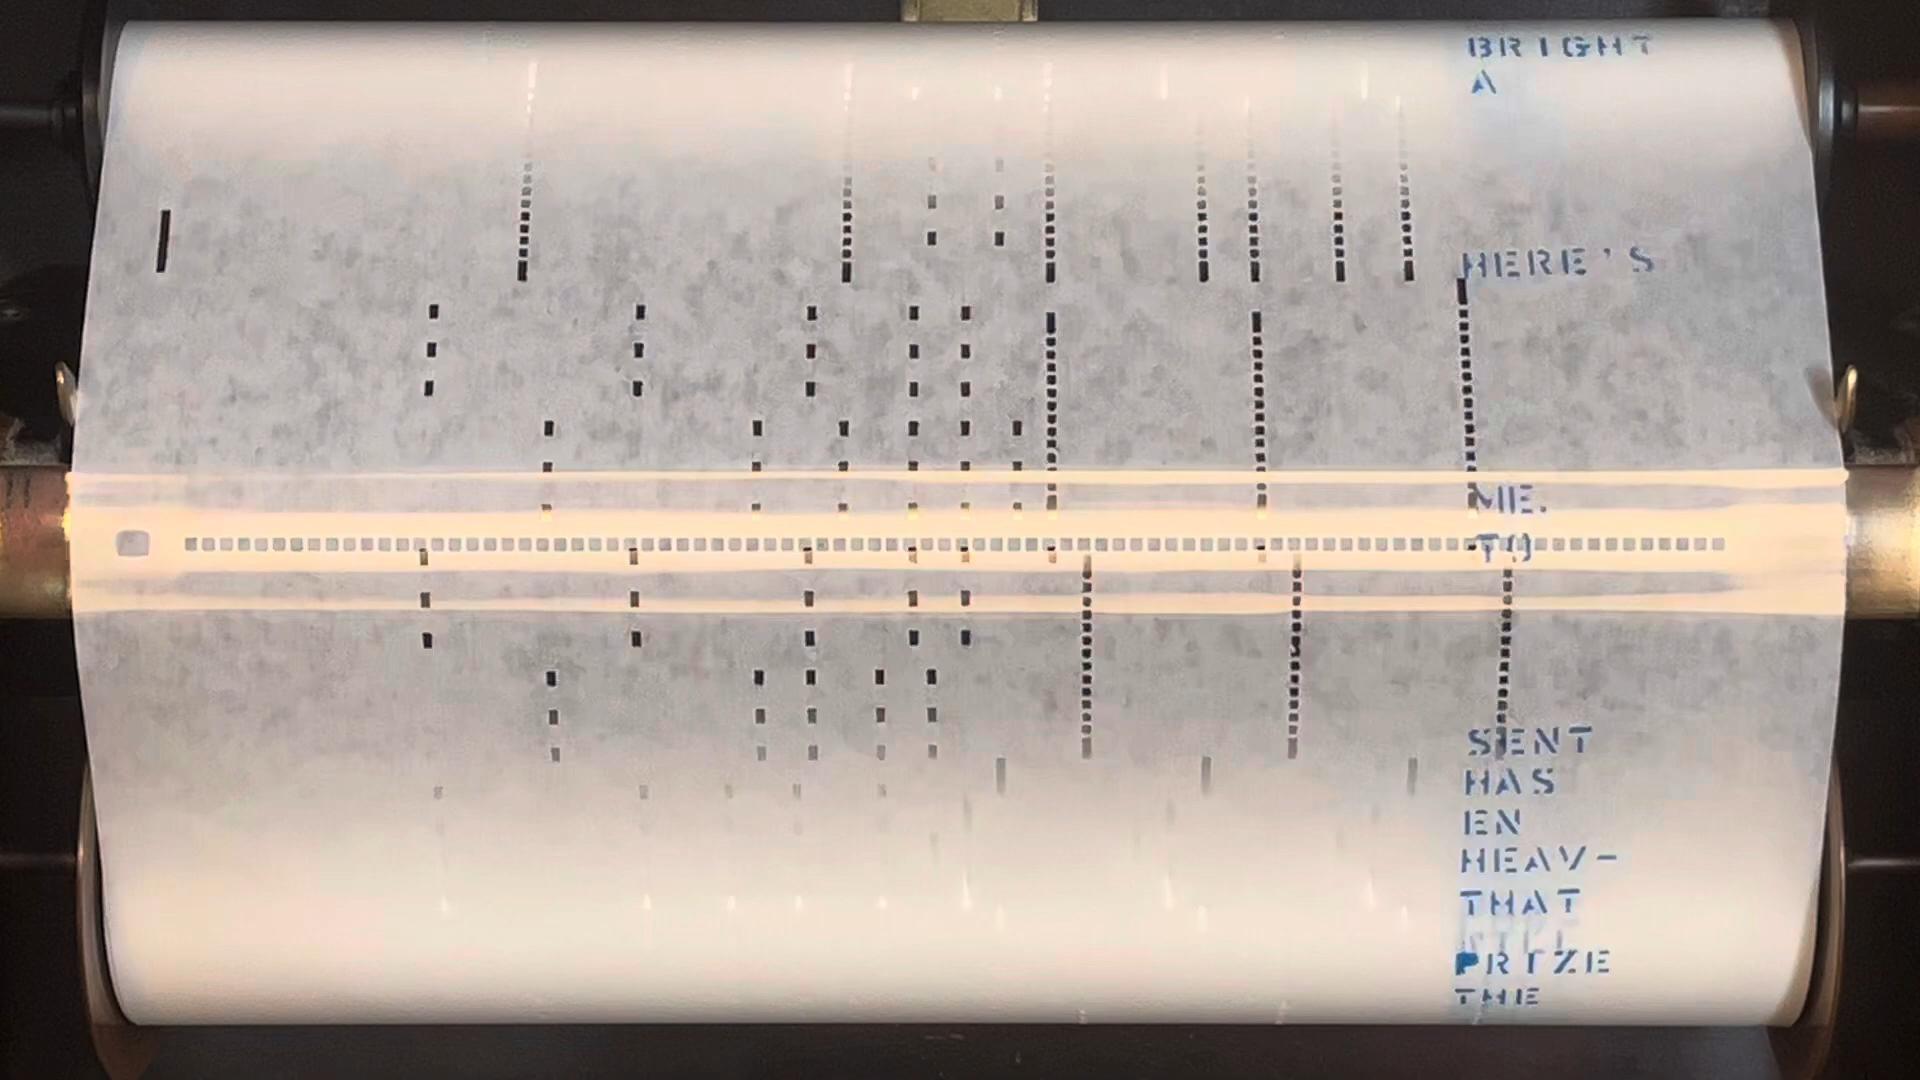 BRIGHT
A
HERE'S
ME.
TO
SENT
HAS
EN
HEAV-
THAT
PRIZE
THE